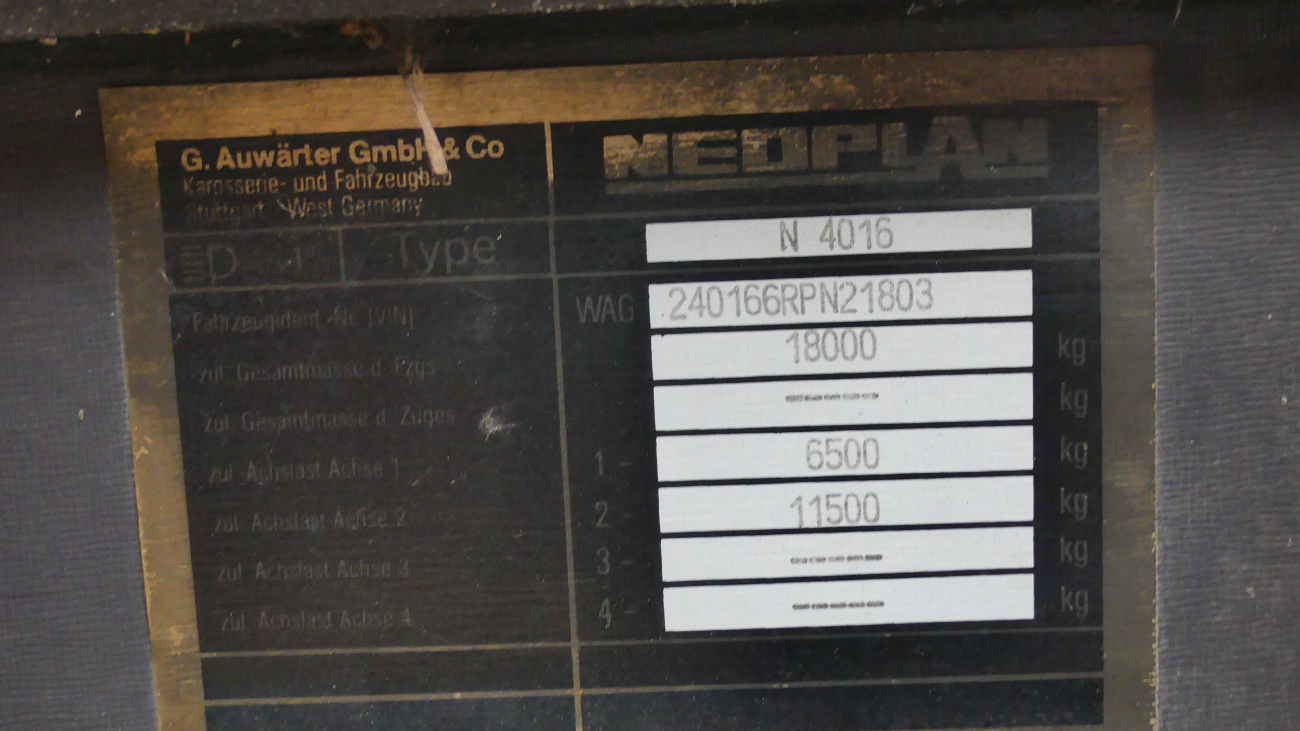 G. Auwärter GmbH & Co
Karosserie- und Fahrzeugbau
Stuttgart West Germany
NEOPLAN
Type N 4016
Fahrzeugident.-Nr. [VIN] WAG 240166RPN21803
zul. Gesamtmasse d. Fzgs 18000 kg
zul. Gesamtmasse d. Zuges ------ kg
zul. Achslast Achse 1 1- 6500 kg
zul. Achslast Achse 2 2- 11500 kg
zul. Achslast Achse 3 3- ------ kg
zul. Achslast Achse 4 4- ------ kg